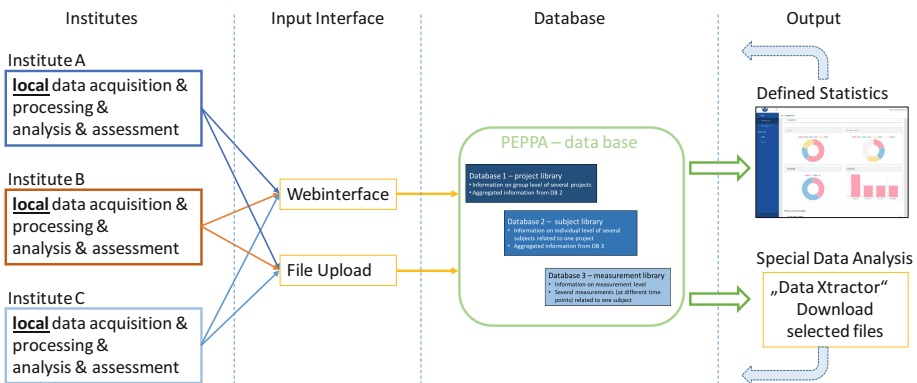 Institutes
Input Interface
Database
Output
Institute A
local data acquisition &
processing &
analysis & assessment
Institute B
local data acquisition &
processing &
analysis & assessment
Institute C
local data acquisition &
processing &
analysis & assessment
Webinterface
File Upload
PEPPA – data base
Database 1 – project library
• Information on group level of several projects
• Aggregated information from DB 2
Database 2 – subject library
• Information on individual level of several
subjects related to one project
• Aggregated information from DB 3
Database 3 – measurement library
• Information on measurement level
• Several measurements (at different time
points) related to one subject
Defined Statistics
Special Data Analysis
„Data Xtractor“
Download
selected files